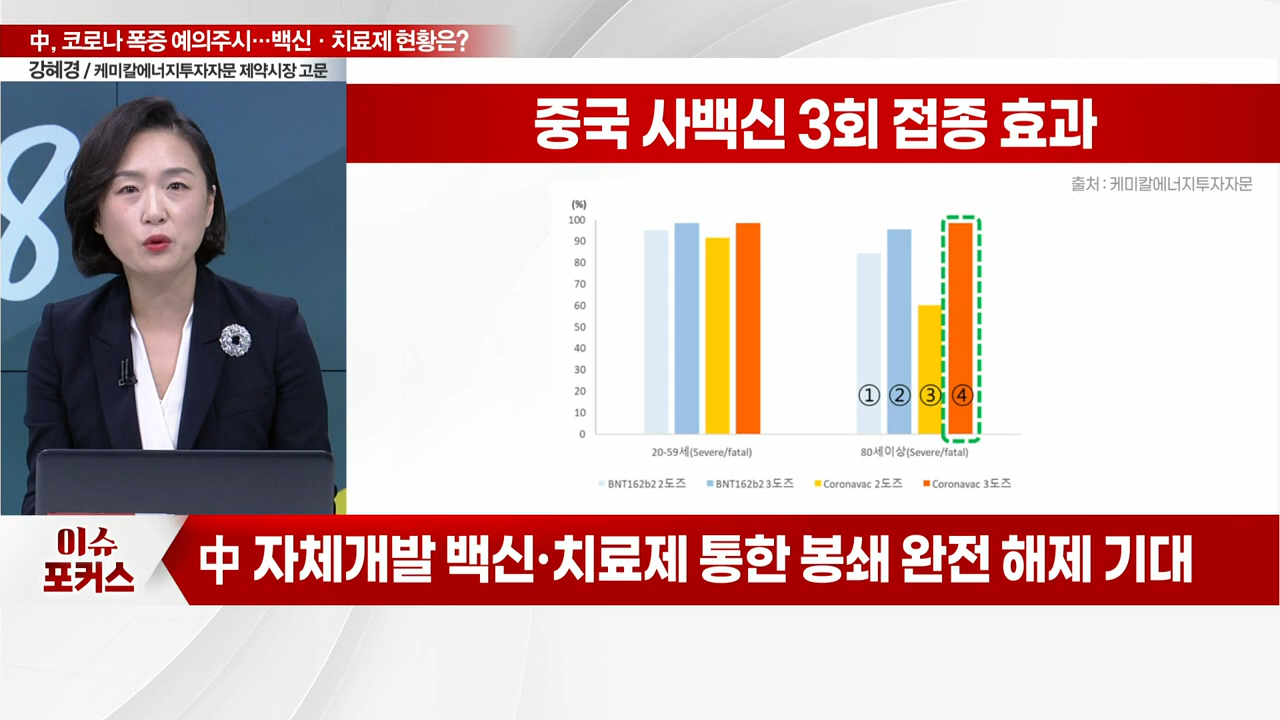 中, 코로나 폭증 예의주시…백신 · 치료제 현황은?
강혜경 / 케미칼에너지투자자문 제약시장 고문
8
중국 사백신 3회 접종 효과
출처 : 케미칼에너지투자자문
(%)
100
90
80
70
60
50
40
30
20
10
0
① ② ③ ④
20-59세(Severe/fatal) 80세이상(Severe/fatal)
BNT162b2 2도즈 BNT162b2 3도즈 Coronavac 2도즈 Coronavac 3도즈
이슈
포커스
中 자체개발 백신·치료제 통한 봉쇄 완전 해제 기대